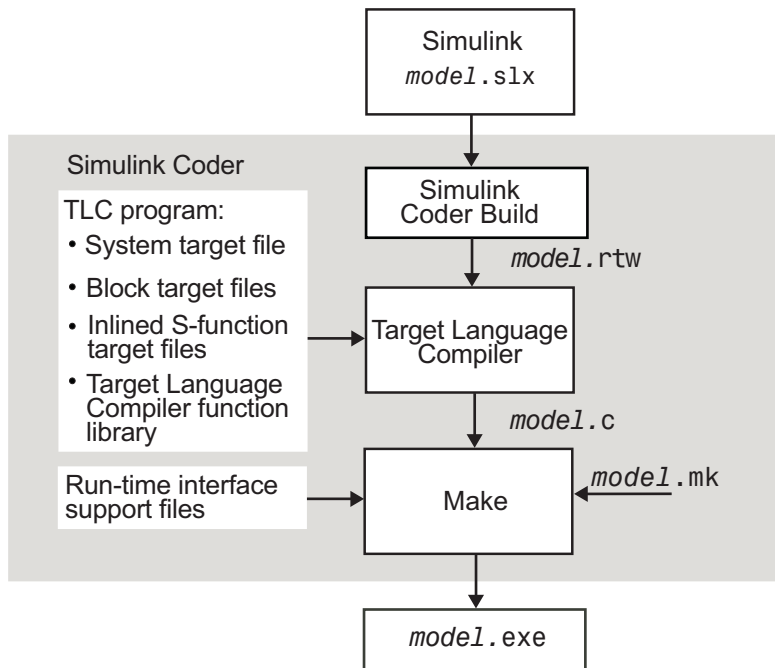 Simulink
model.slx
Simulink Coder
Simulink
Coder Build
TLC program:
• System target file
• Block target files
• Inlined S-function
target files
• Target Language
Compiler function
library
model.rtw
Target Language
Compiler
model.c
Run-time interface
support files
Make
model.mk
model.exe